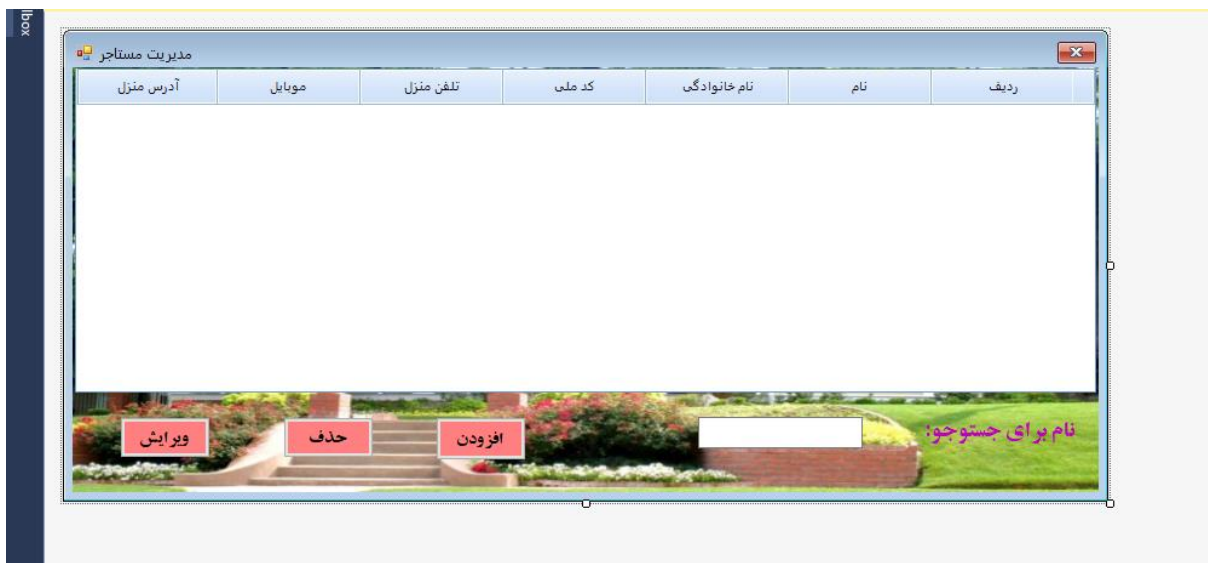 lbox
مدیریت مستاجر
ردیف نام نام خانوادگی کد ملی تلفن منزل موبایل آدرس منزل
نام برای جستوجو: افزودن حذف ویرایش